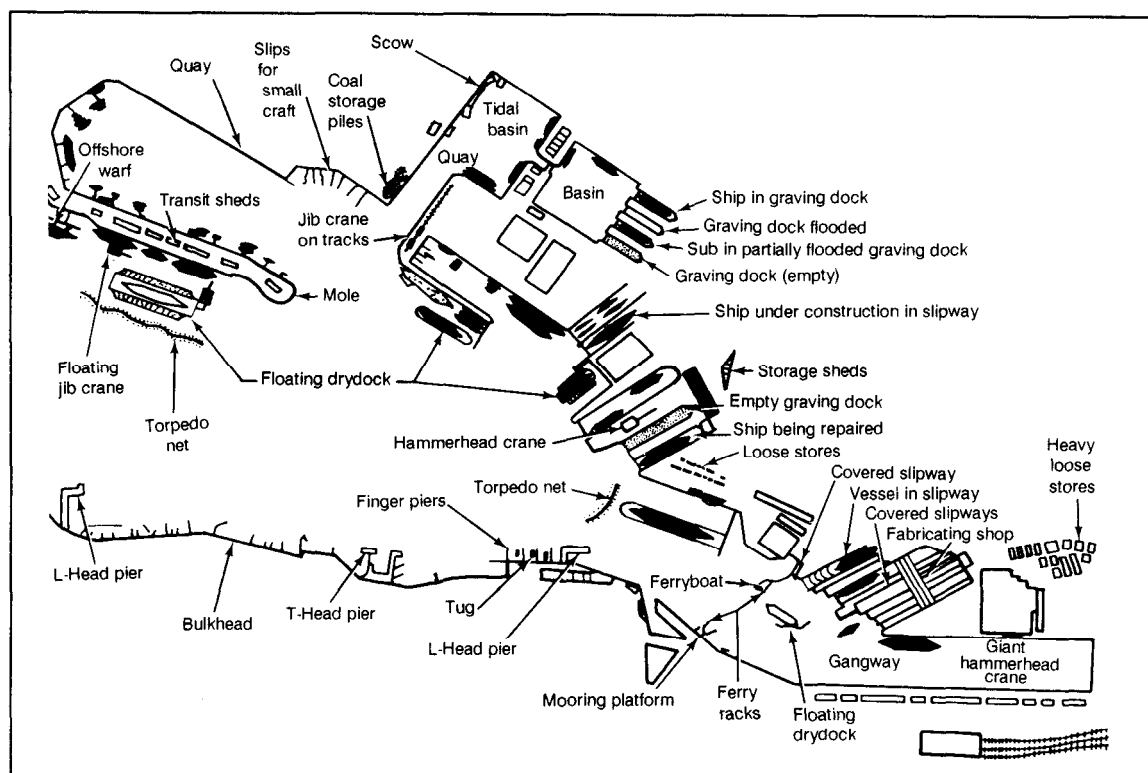 Scow
Slips
for
small
craft
Quay
Coal
storage
piles
Tidal
basin
Offshore
warf
Quay
Transit sheds
Basin
Ship in graving dock
Jib crane
on tracks
Graving dock flooded
Sub in partially flooded graving dock
Graving dock (empty)
Mole
Ship under construction in slipway
Floating
jib crane
Floating drydock
Storage sheds
Torpedo
net
Empty graving dock
Hammerhead crane
Ship being repaired
Loose stores
Covered slipway
Heavy
loose
stores
Finger piers
Torpedo net
Vessel in slipway
Covered slipways
Fabricating shop
L-Head pier
Ferryboat
Bulkhead
T-Head pier
Tug
L-Head pier
Gangway
Giant
hammerhead
crane
Mooring platform
Ferry
racks
Floating
drydock